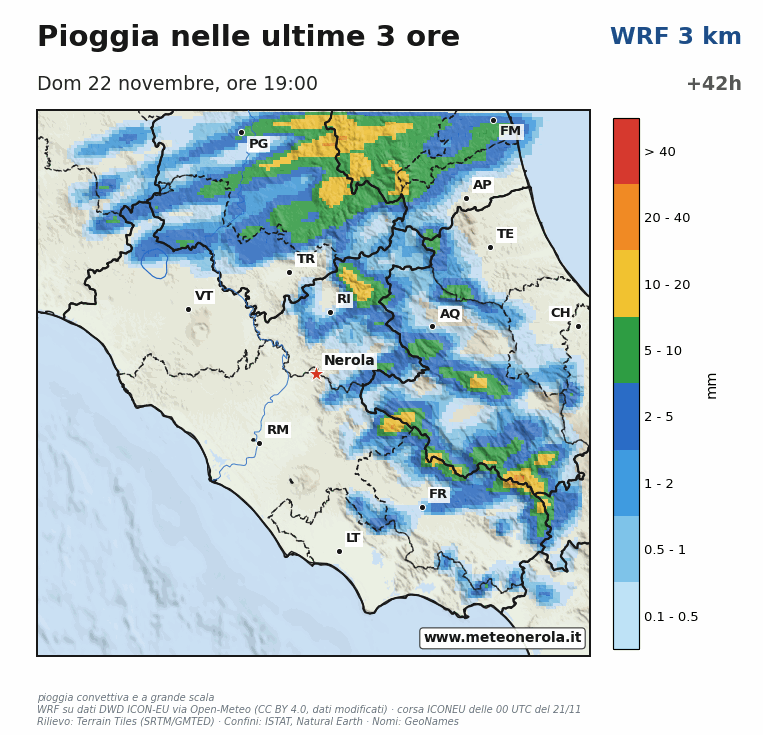 Pioggia nelle ultime 3 ore
WRF 3 km
Dom 22 novembre, ore 19:00
+42h
PG
FM
AP
TE
TR
VT
RI
AQ
CH
Nerola
RM
FR
LT
www.meteonerola.it
> 40
20 - 40
10 - 20
5 - 10
2 - 5
1 - 2
0.5 - 1
0.1 - 0.5
mm
pioggia convettiva e a grande scala
WRF su dati DWD ICON-EU via Open-Meteo (CC BY 4.0, dati modificati) · corsa ICONEU delle 00 UTC del 21/11
Rilievo: Terrain Tiles (SRTM/GMTED) · Confini: ISTAT, Natural Earth · Nomi: GeoNames